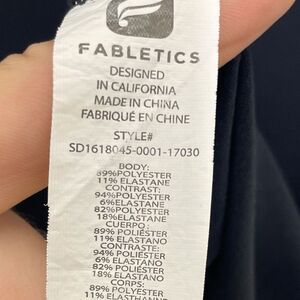 FABLETICS
DESIGNED
IN CALIFORNIA
MADE IN CHINA
FABRIQUÉ EN CHINE
STYLE#
SD1618045-0001-17030
BODY:
89%POLYESTER
11% ELASTANE
CONTRAST:
94%POLYESTER
6%ELASTANE
82%POLYESTER
18%ELASTANE
CUERPO:
89% POLIÉSTER
11% ELASTANO
CONTRASTE:
94% POLIÉSTER
6% ELASTANO
82% POLIÉSTER
18% ELASTANO
CORPS:
89% POLYESTER
11% ELASTHANNE